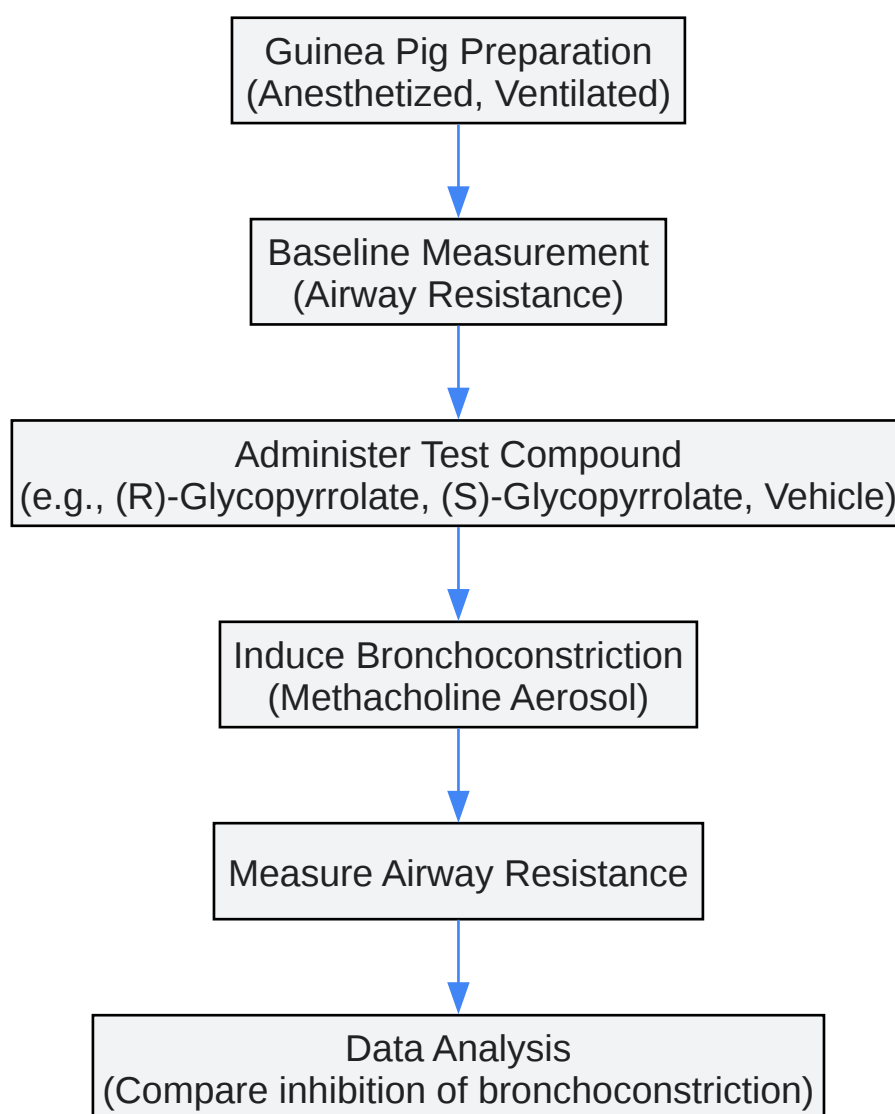 Guinea Pig Preparation
(Anesthetized, Ventilated)
Baseline Measurement
(Airway Resistance)
Administer Test Compound
(e.g., (R)-Glycopyrrolate, (S)-Glycopyrrolate, Vehicle)
Induce Bronchoconstriction
(Methacholine Aerosol)
Measure Airway Resistance
Data Analysis
(Compare inhibition of bronchoconstriction)